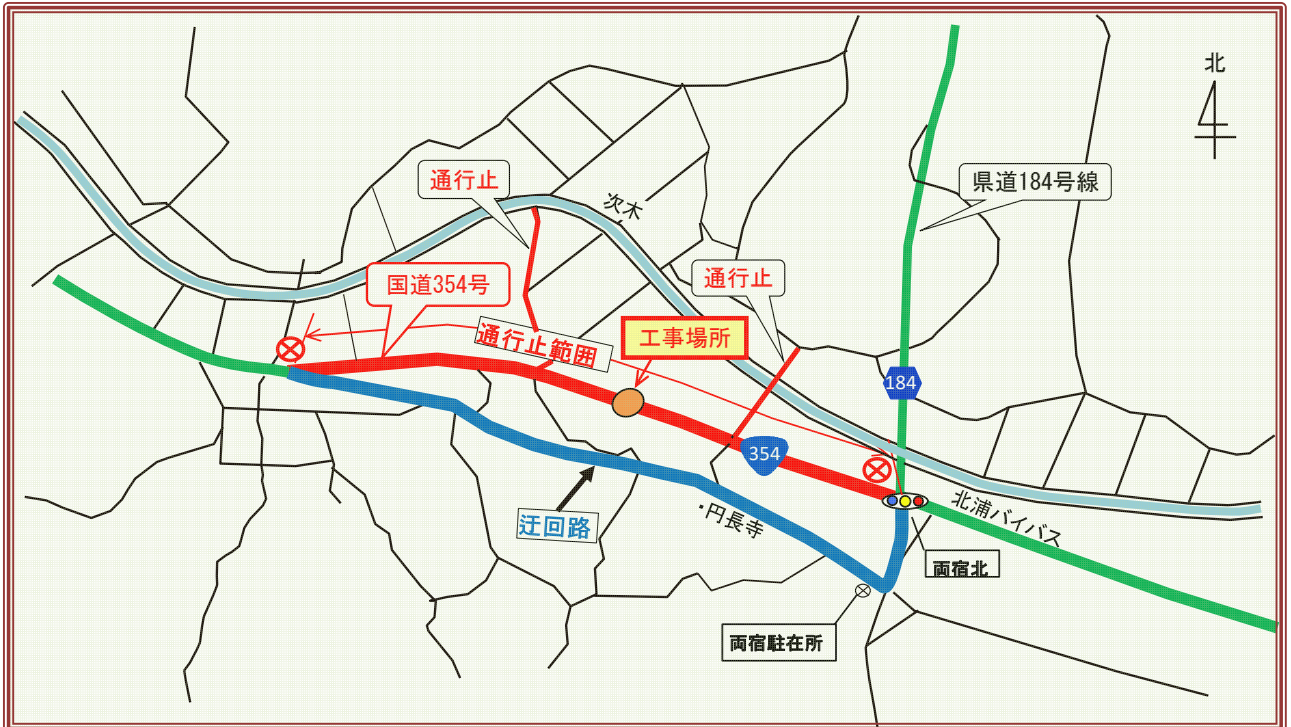 北
通行止
次木
県道184号線
国道354号
通行止
通行止範囲
工事場所
184
354
北浦バイパス
・円長寺
迂回路
両宿北
両宿駐在所